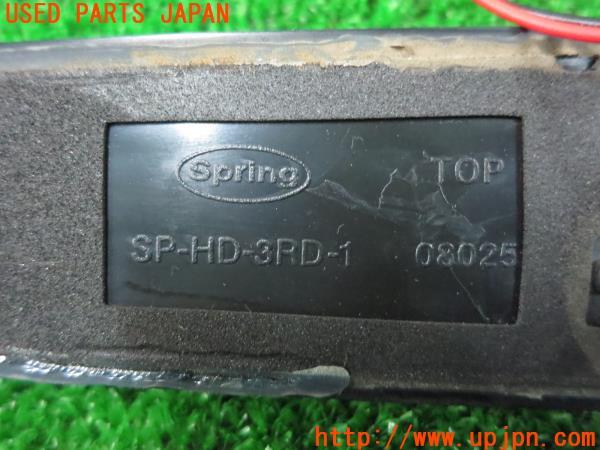 USED PARTS JAPAN
Spring
TOP
SP-HD-3RD-1
08025
http://www.upjpn.com/